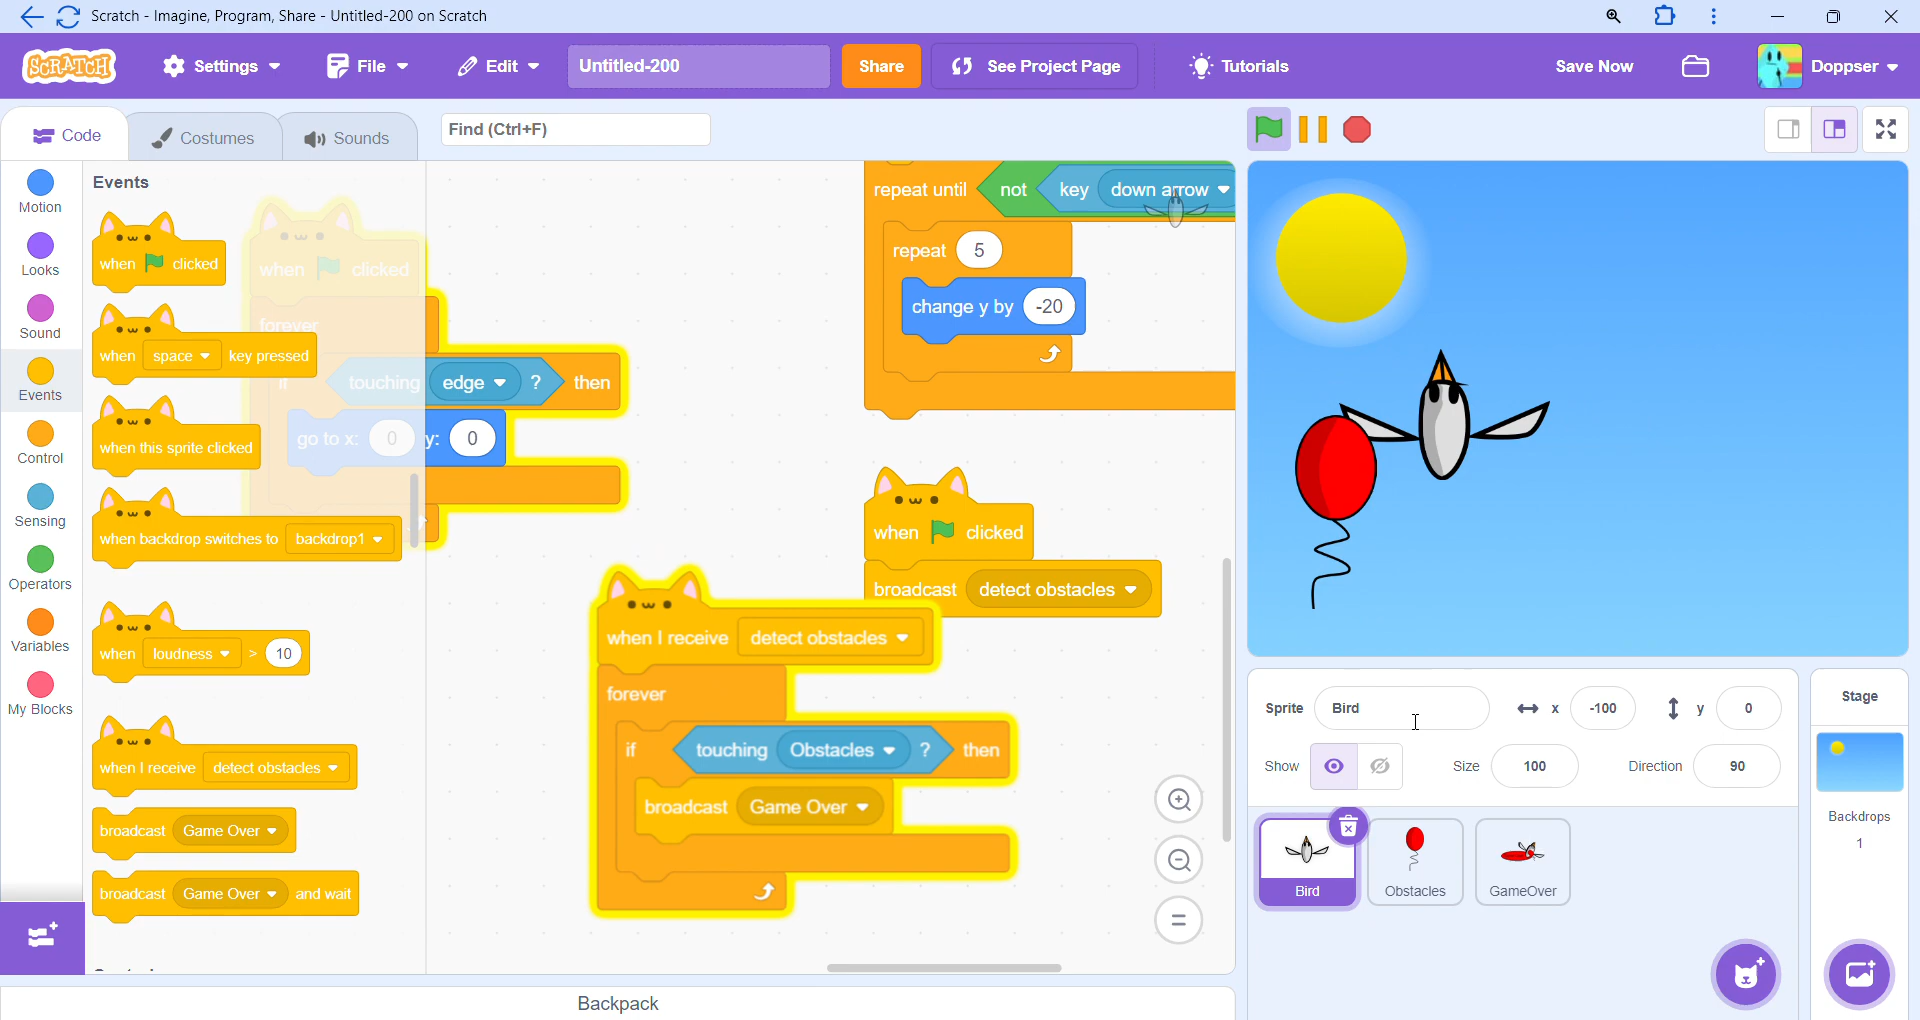 Scratch - Imagine, Program, Share - Untitled-200 on Scratch
SCRATCH
Settings
File
Edit
Untitled-200
Share
See Project Page
Tutorials
Save Now
Doppser
Code
Costumes
Sounds
Find (Ctrl+F)
Motion
Looks
Sound
Events
Control
Sensing
Operators
Variables
My Blocks
Events
when clicked
when space key pressed
when this sprite clicked
when backdrop switches to backdrop1
when loudness > 10
when I receive detect obstacles
broadcast Game Over
broadcast Game Over and wait
when clicked
forever
if touching edge ? then
go to x: 0 y: 0
repeat until not key down arrow
repeat 5
change y by -20
when clicked
broadcast detect obstacles
when I receive detect obstacles
forever
if touching Obstacles ? then
broadcast Game Over
Backpack
Sprite Bird x -100 y 0
Show Size 100 Direction 90
Bird
Obstacles
GameOver
Stage
Backdrops
1